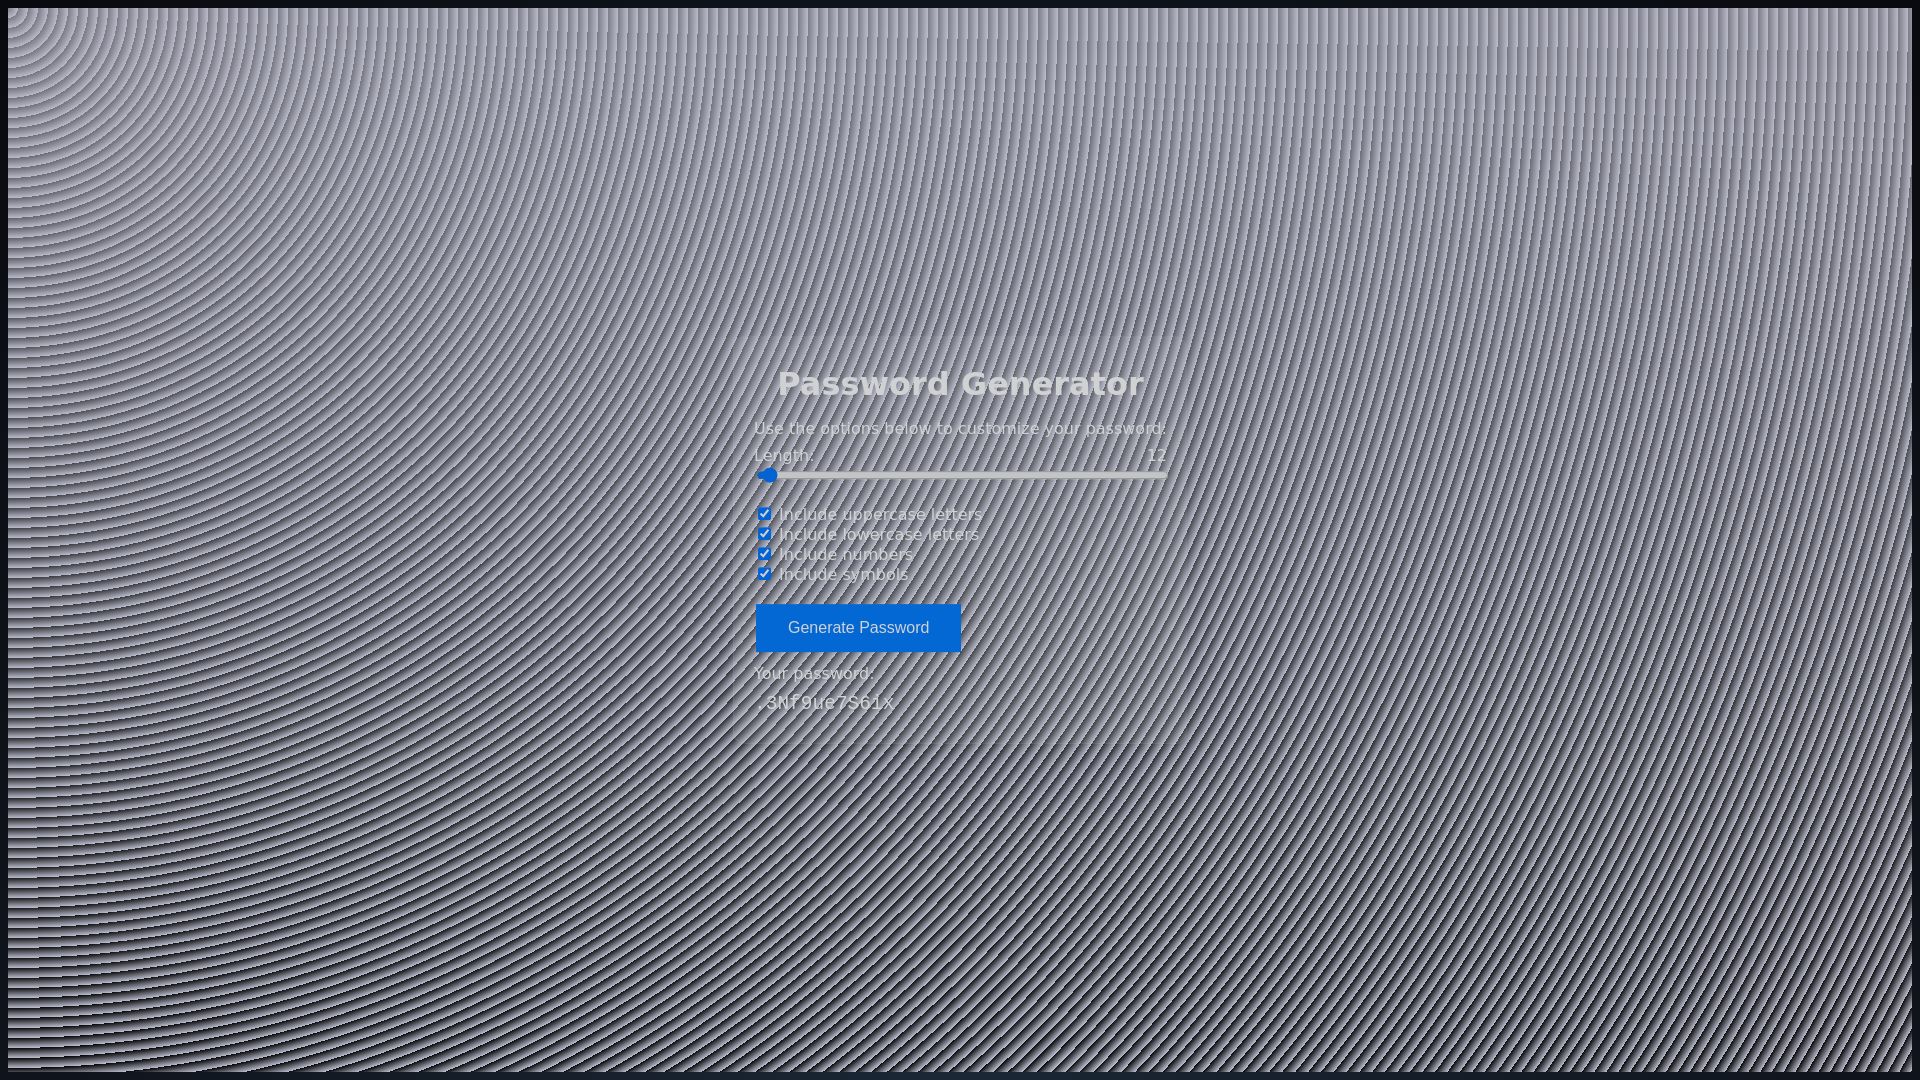 Password Generator
Use the options below to customize your password:
Length: 12
Include uppercase letters
Include lowercase letters
Include numbers
Include symbols
Generate Password
Your password:
.3Nf9ue7S6ix